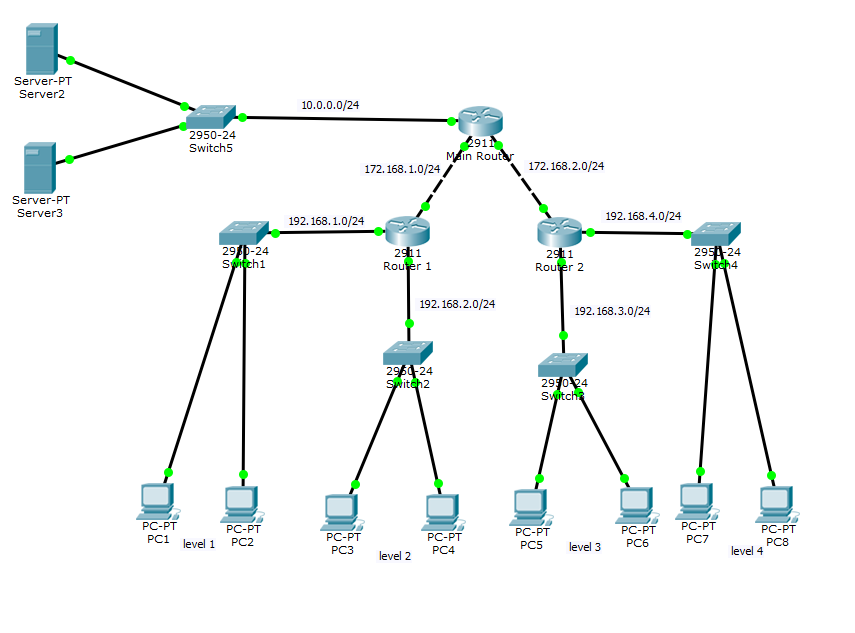 Server-PT
Server2
10.0.0.0/24
2950-24
Switch5
2911
Main Router
172.168.1.0/24
172.168.2.0/24
Server-PT
Server3
192.168.1.0/24
192.168.4.0/24
2950-24
Switch1
2911
Router 1
2911
Router 2
2950-24
Switch4
192.168.2.0/24
192.168.3.0/24
2950-24
Switch2
2950-24
Switch3
PC-PT
PC1
level 1
PC-PT
PC2
PC-PT
PC3
level 2
PC-PT
PC4
PC-PT
PC5
level 3
PC-PT
PC6
PC-PT
PC7
level 4
PC-PT
PC8